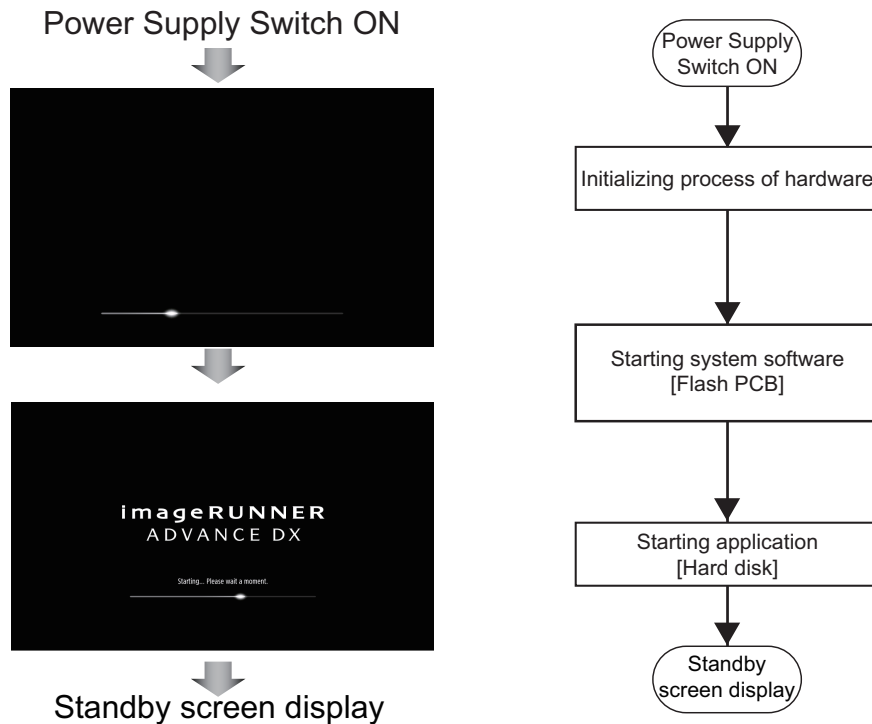 Power Supply Switch ON
imageRUNNER
ADVANCE DX
Starting... Please wait a moment.
Standby screen display
Power Supply
Switch ON
Initializing process of hardware
Starting system software
[Flash PCB]
Starting application
[Hard disk]
Standby
screen display